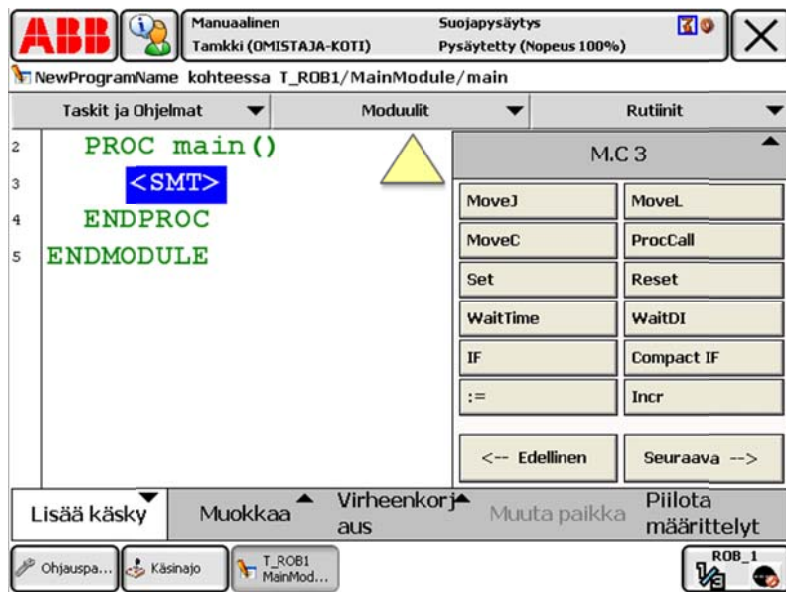 ABB
Manuaalinen
Tamkki (OMISTAJA-KOTI)
Suojapysäytys
Pysäytetty (Nopeus 100%)
NewProgramName kohteessa T_ROB1/MainModule/main
Taskit ja Ohjelmat
Moduulit
Rutiinit
2 PROC main()
3 <SMT>
4 ENDPROC
5 ENDMODULE
M.C 3
MoveJ
MoveL
MoveC
ProcCall
Set
Reset
WaitTime
WaitDI
IF
Compact IF
:=
Incr
<-- Edellinen
Seuraava -->
Lisää käsky
Muokkaa
Virheenkorj
aus
Muuta paikka
Piilota
määrittelyt
Ohjauspa...
Käsinajo
T_ROB1
MainMod...
ROB_1
1/3